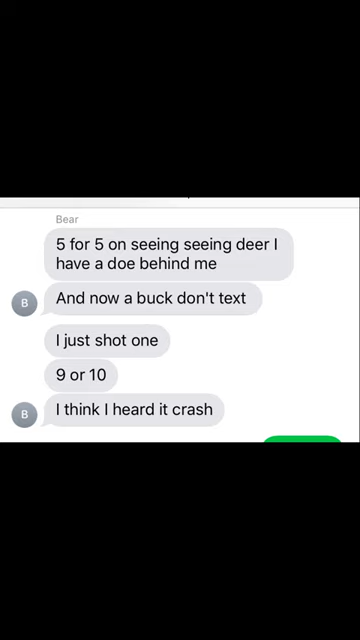 Bear
5 for 5 on seeing seeing deer I
have a doe behind me
B
And now a buck don't text
I just shot one
9 or 10
B
I think I heard it crash